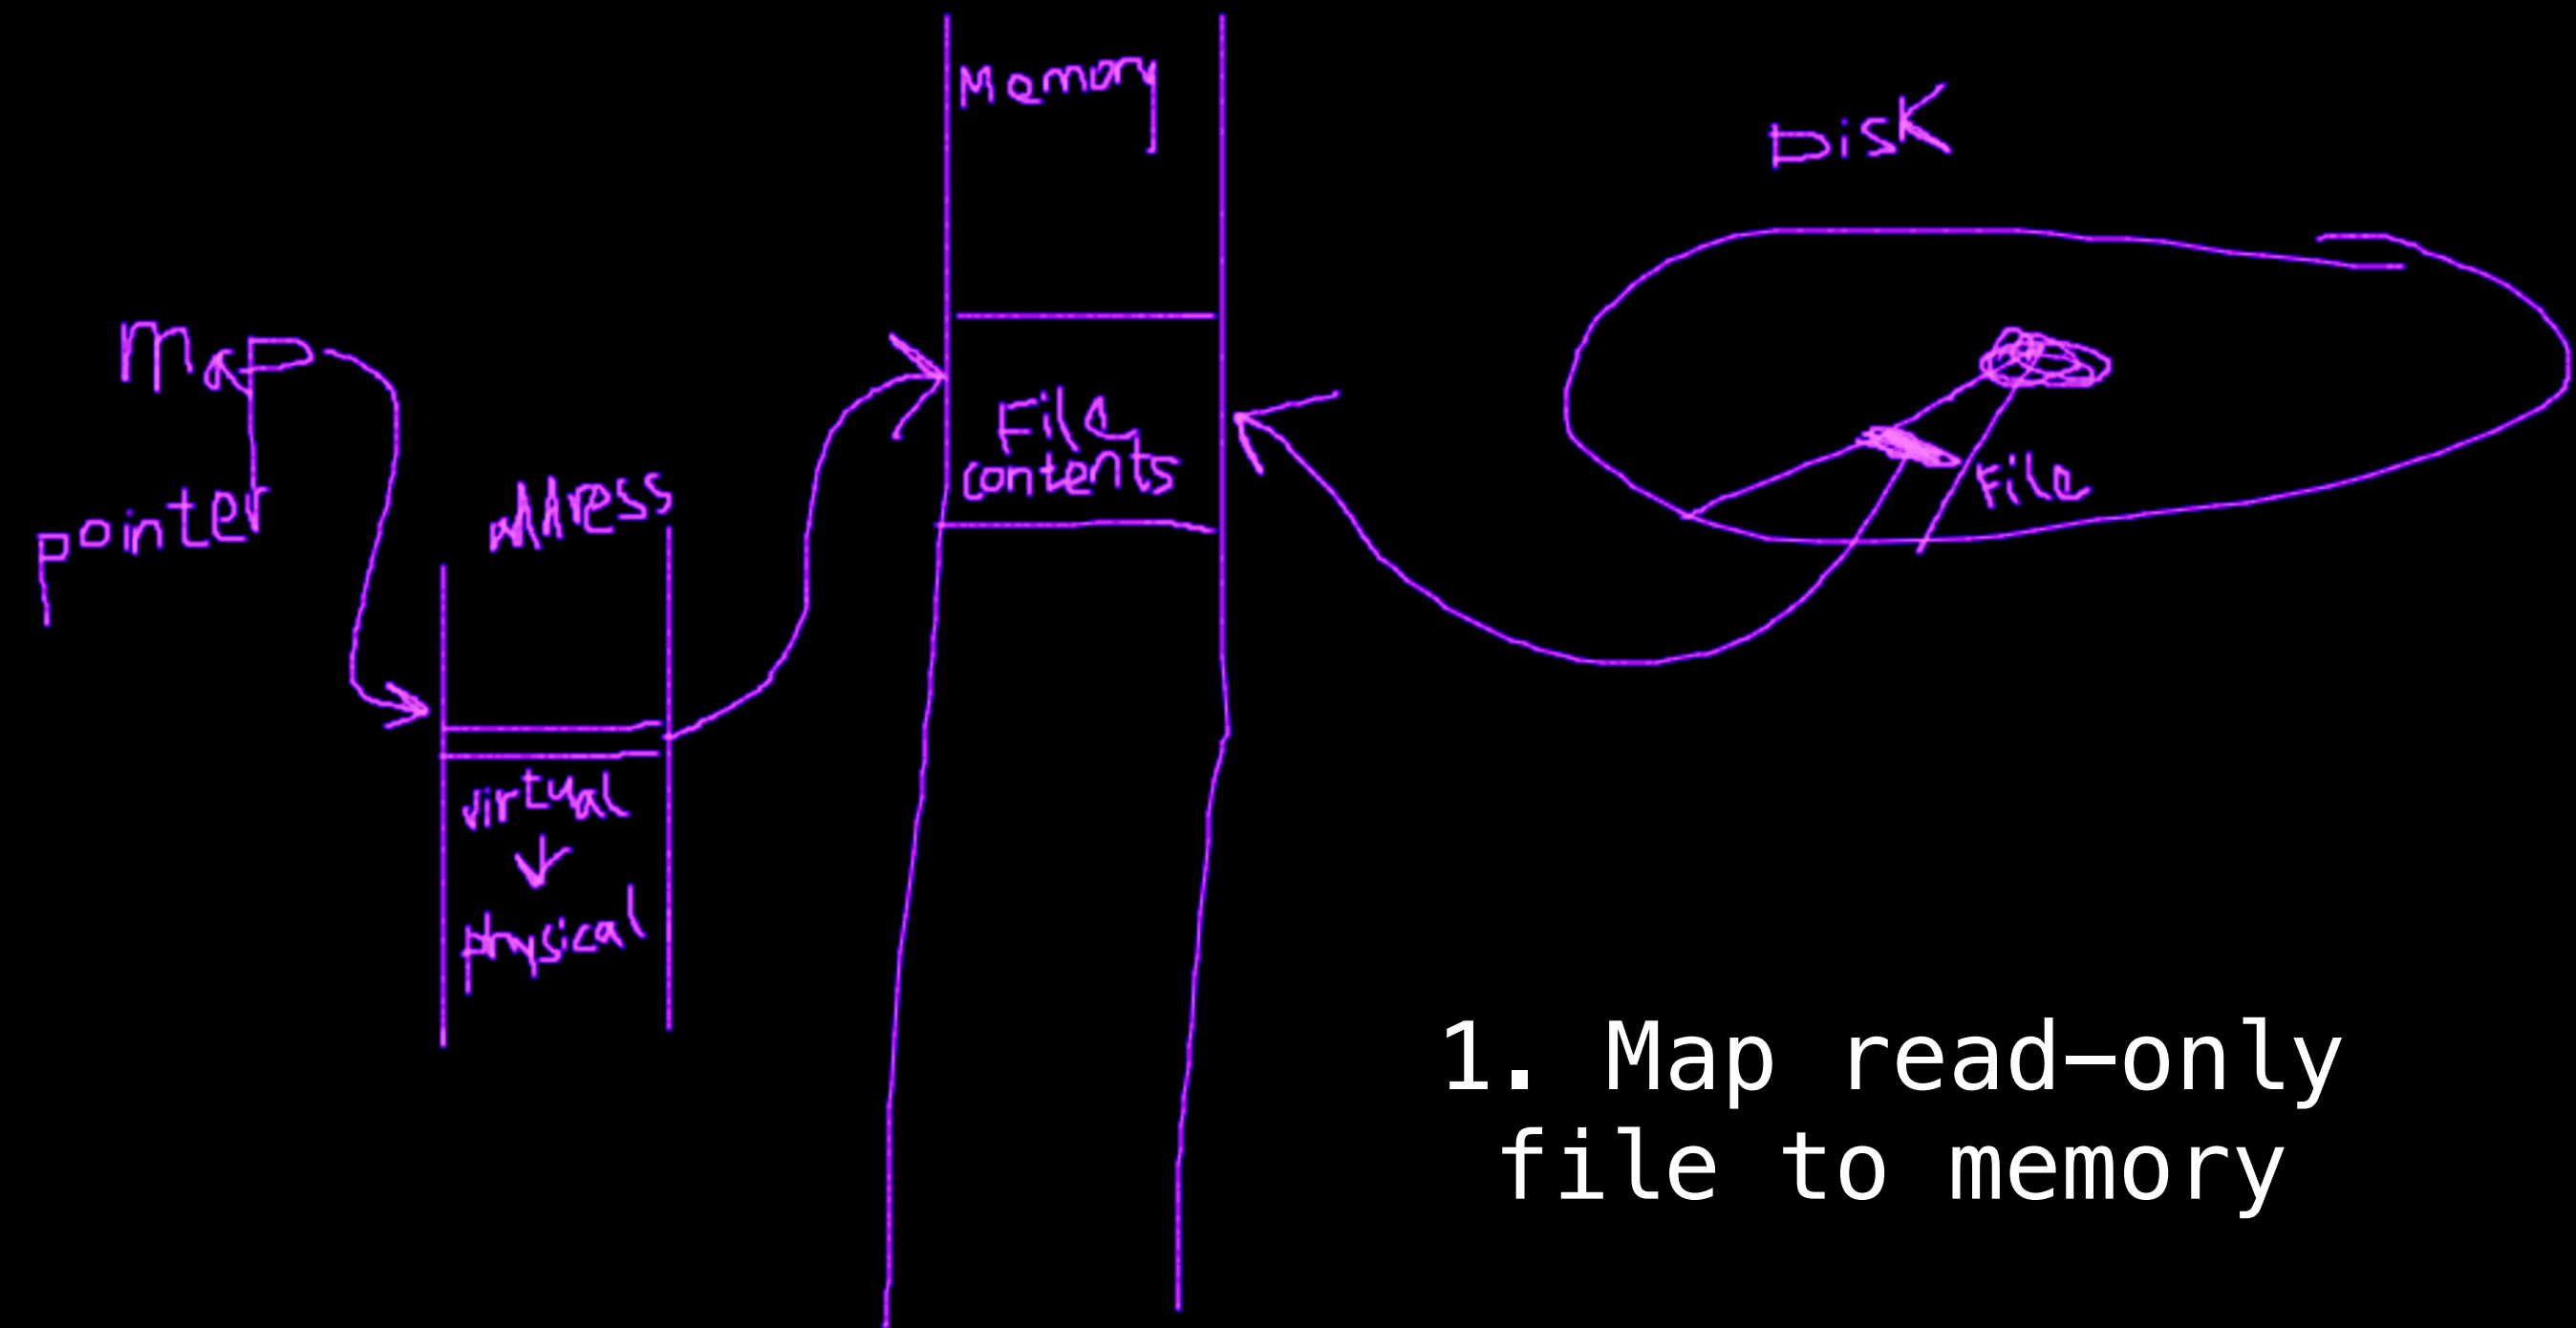 Map
pointer
address
virtual
physical
Memory
File
contents
Disk
File
1. Map read-only
file to memory